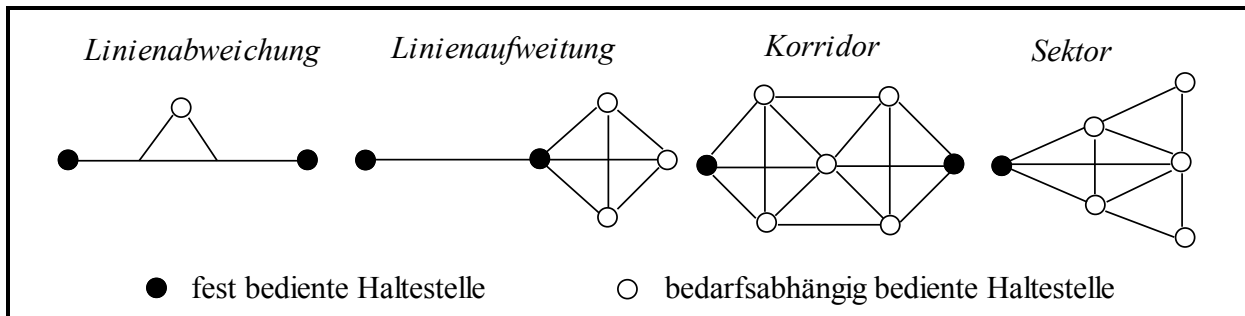 Linienabweichung
Linienaufweitung
Korridor
Sektor
fest bediente Haltestelle
bedarfsabhängig bediente Haltestelle